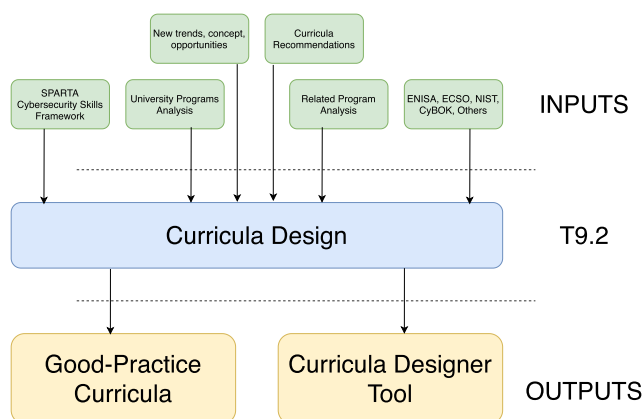 New trends, concept,
opportunities
Curricula
Recommendations
SPARTA
Cybersecurity Skills
Framework
University Programs
Analysis
Related Program
Analysis
ENISA, ECSO, NIST,
CyBOK, Others
INPUTS
Curricula Design
T9.2
Good-Practice
Curricula
Curricula Designer
Tool
OUTPUTS